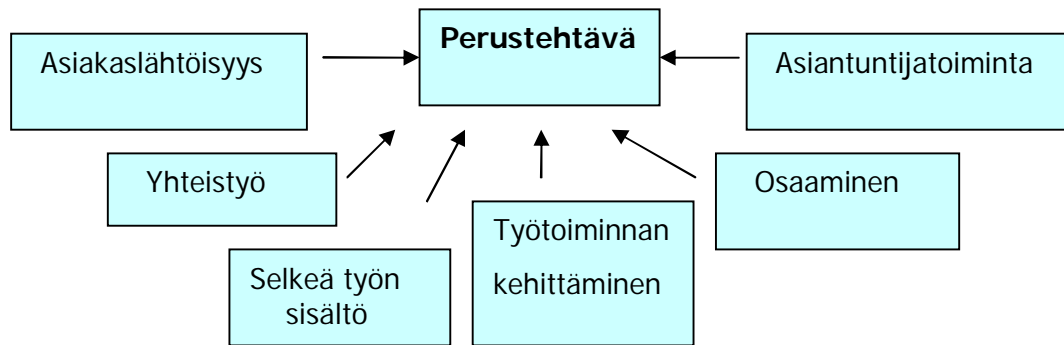 Perustehtävä
Asiakaslähtöisyys
Asiantuntijatoiminta
Yhteistyö
Osaaminen
Selkeä työn
sisältö
Työtoiminnan
kehittäminen